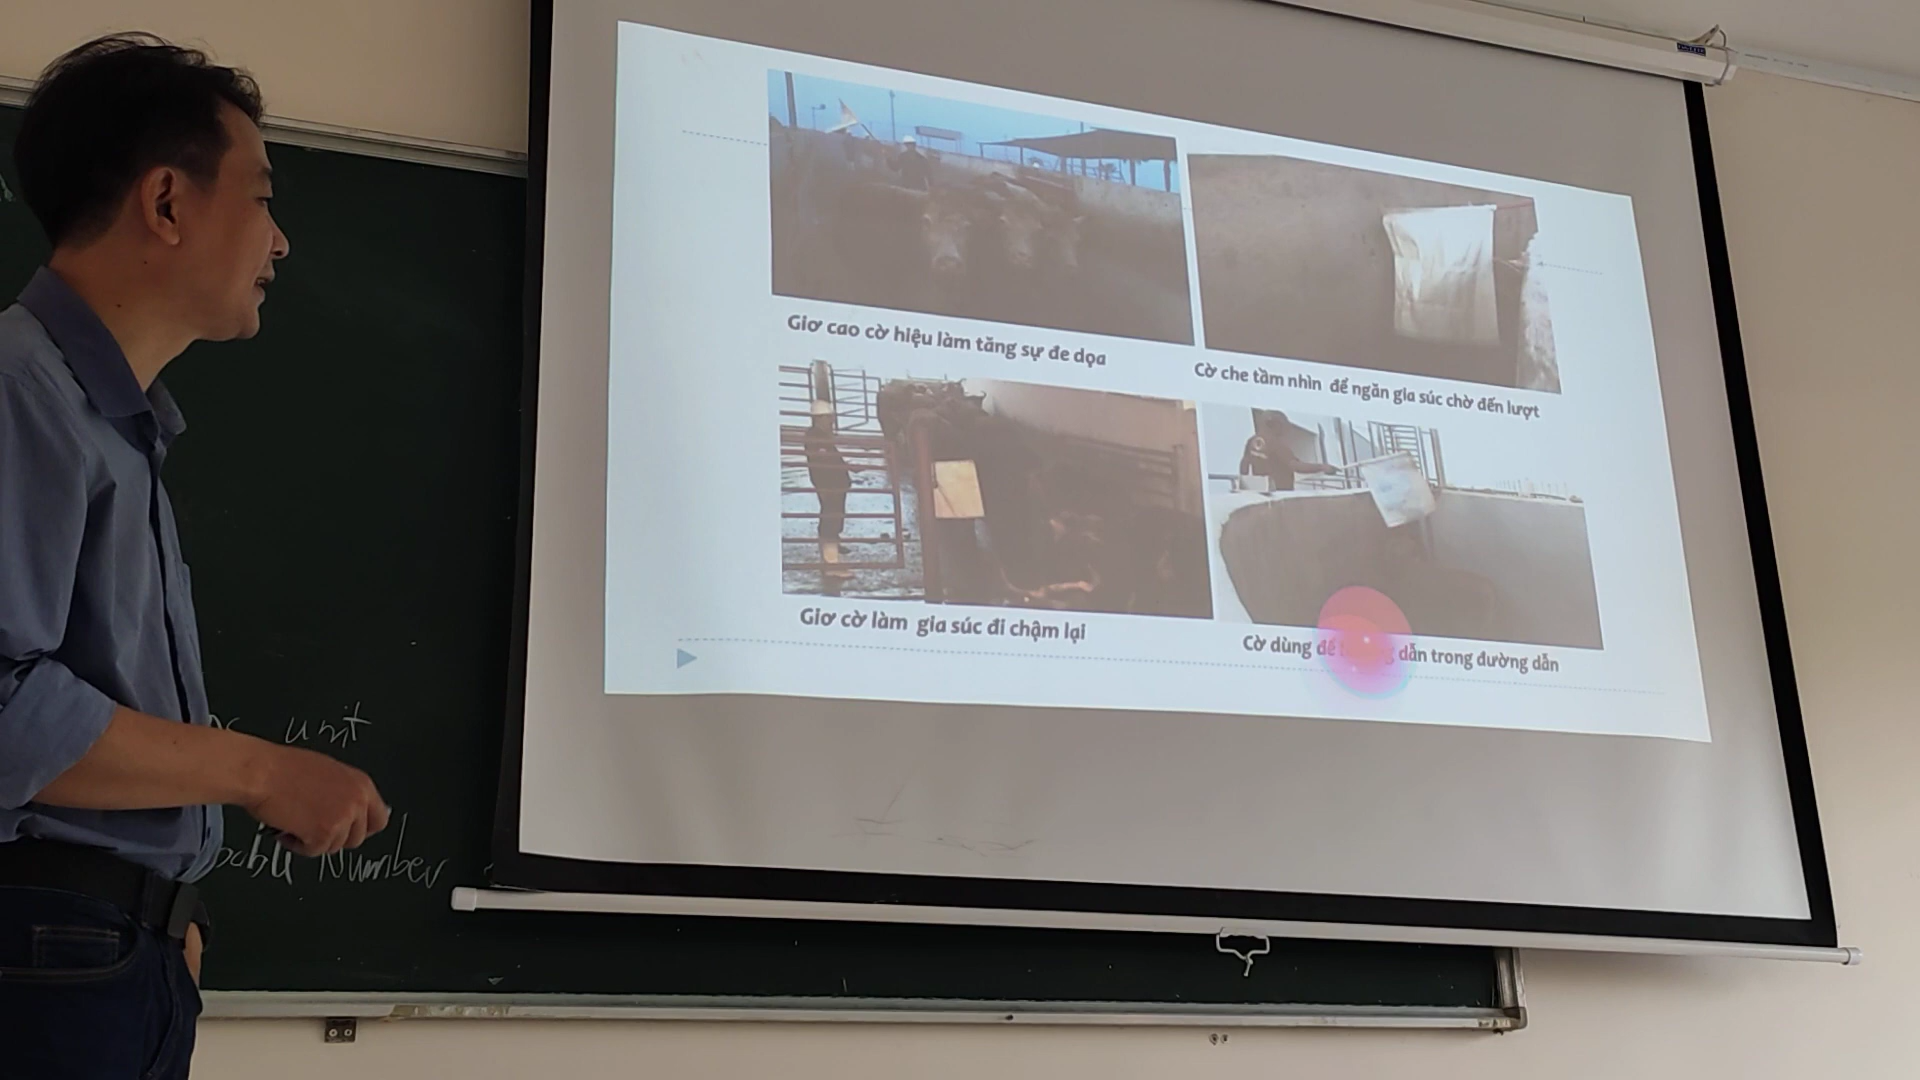 Giơ cao cờ hiệu làm tăng sự đe dọa
Cờ che tầm nhìn để ngăn gia súc chờ đến lượt
Giơ cờ làm gia súc đi chậm lại
Cờ dùng để dẫn trong đường dẫn
unit
Number